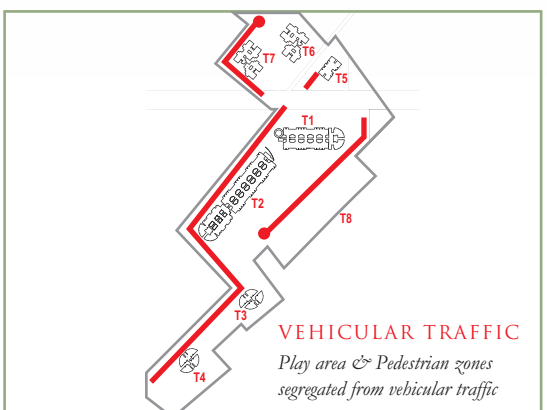 T6
T7
T5
T1
T2
T8
T3
T4
VEHICULAR TRAFFIC
Play area & Pedestrian zones
segregated from vehicular traffic